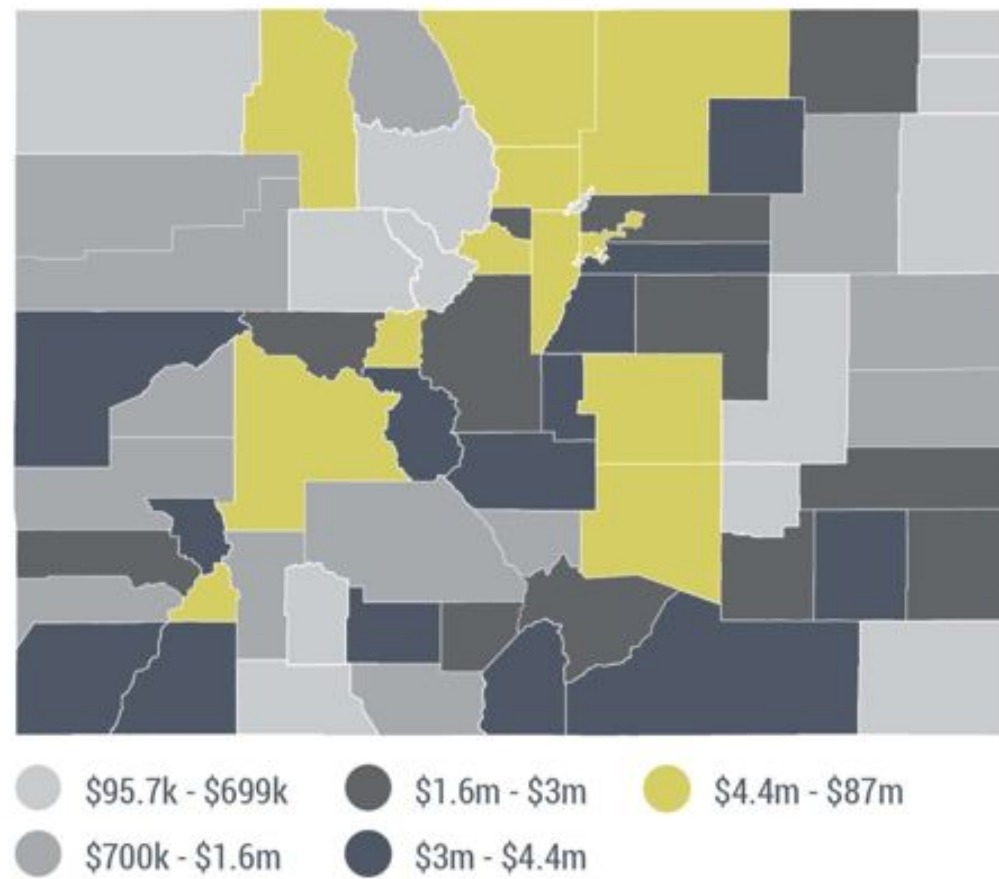 $95.7k - $699k
$1.6m - $3m
$4.4m - $87m
$700k - $1.6m
$3m - $4.4m